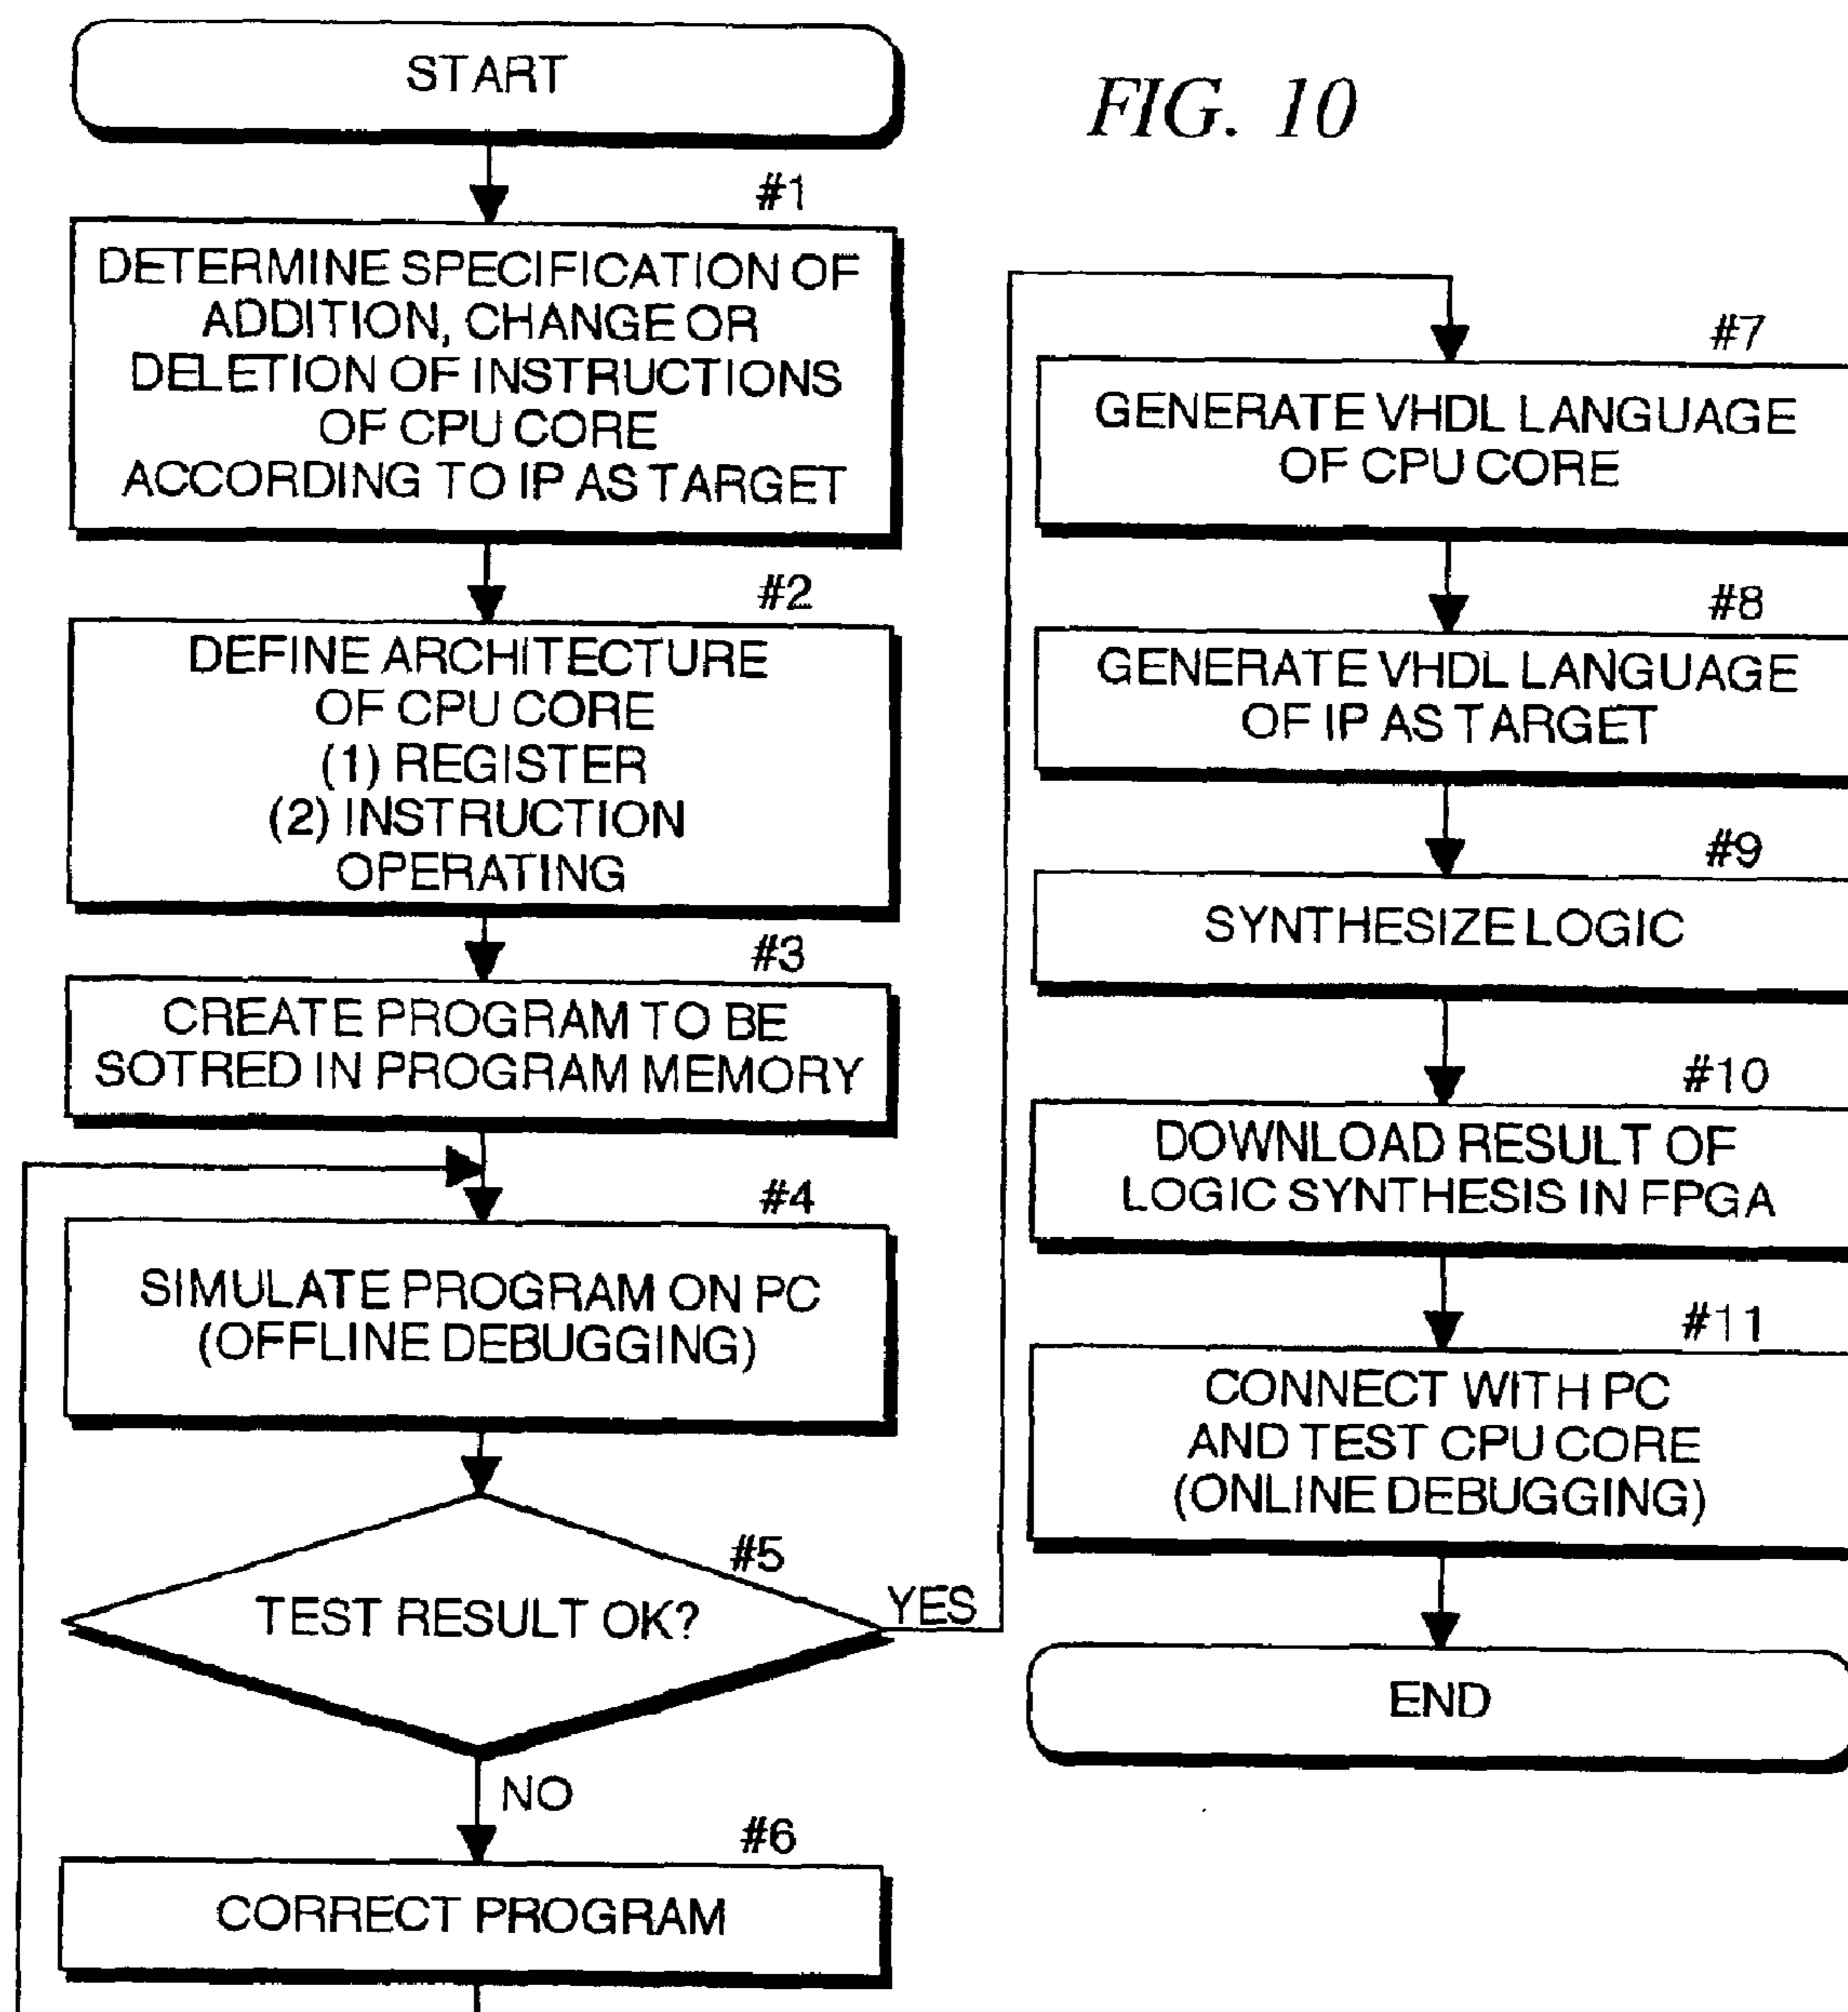 START
FIG. 10
#1
DETERMINE SPECIFICATION OF
ADDITION, CHANGE OR
DELETION OF INSTRUCTIONS
OF CPU CORE
ACCORDING TO IP AS TARGET
#2
DEFINE ARCHITECTURE
OF CPU CORE
(1) REGISTER
(2) INSTRUCTION
OPERATING
#3
CREATE PROGRAM TO BE
SOTRED IN PROGRAM MEMORY
#4
SIMULATE PROGRAM ON PC
(OFFLINE DEBUGGING)
#5
TEST RESULT OK?
YES
NO
#6
CORRECT PROGRAM
#7
GENERATE VHDL LANGUAGE
OF CPU CORE
#8
GENERATE VHDL LANGUAGE
OF IP AS TARGET
#9
SYNTHESIZE LOGIC
#10
DOWNLOAD RESULT OF
LOGIC SYNTHESIS IN FPGA
#11
CONNECT WITH PC
AND TEST CPU CORE
(ONLINE DEBUGGING)
END